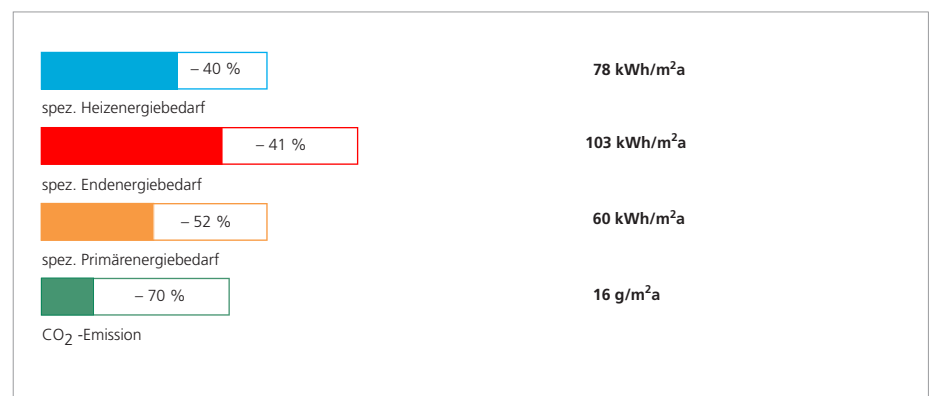 – 40 % 78 kWh/m²a
spez. Heizenergiebedarf
– 41 % 103 kWh/m²a
spez. Endenergiebedarf
– 52 % 60 kWh/m²a
spez. Primärenergiebedarf
– 70 % 16 g/m²a
CO₂ -Emission